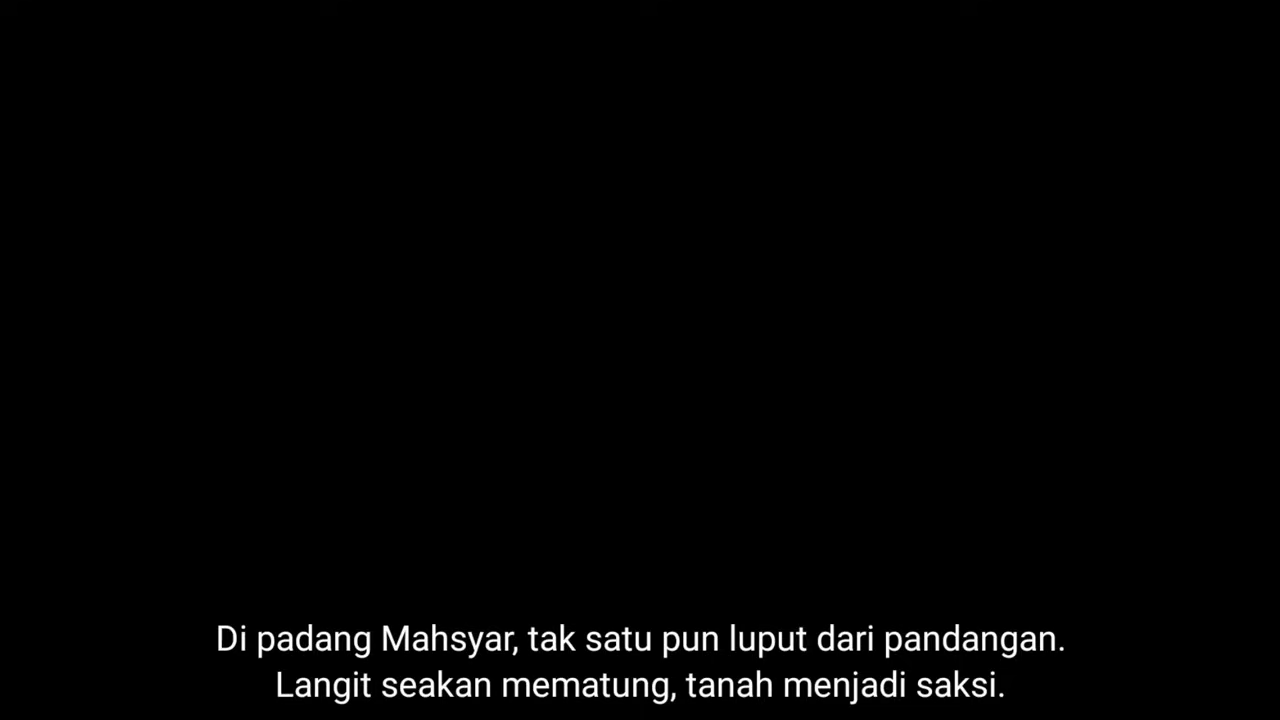 Di padang Mahsyar, tak satu pun luput dari pandangan.
Langit seakan mematung, tanah menjadi saksi.